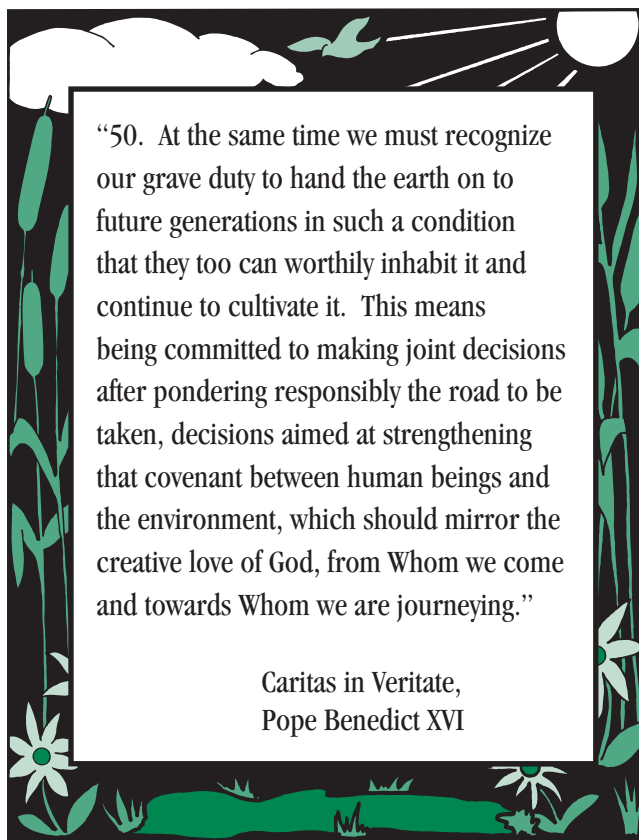 “50.  At the same time we must recognize
our grave duty to hand the earth on to
future generations in such a condition
that they too can worthily inhabit it and
continue to cultivate it.  This means
being committed to making joint decisions
after pondering responsibly the road to be
taken, decisions aimed at strengthening
that covenant between human beings and
the environment, which should mirror the
creative love of God, from Whom we come
and towards Whom we are journeying.”
Caritas in Veritate,
Pope Benedict XVI